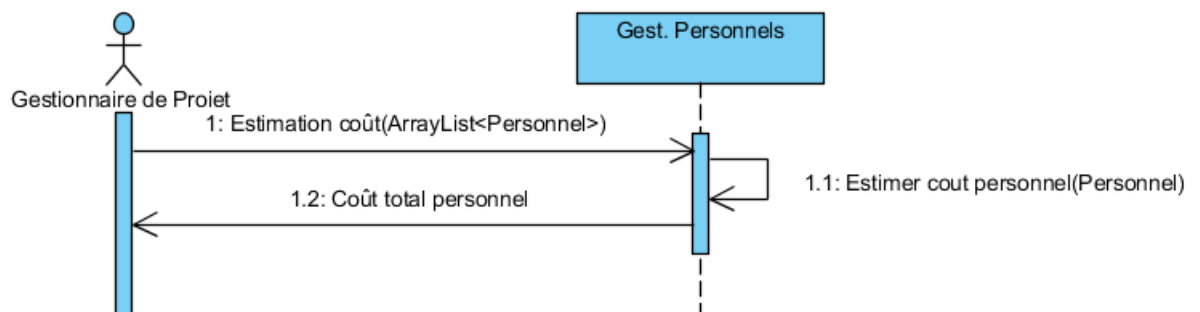 Gest. Personnels
Gestionnaire de Projet
1: Estimation coût(ArrayList<Personnel>)
1.1: Estimer cout personnel(Personnel)
1.2: Coût total personnel